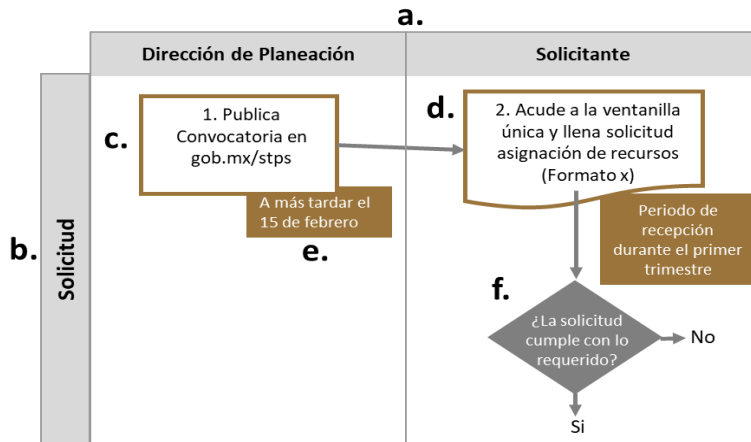 a.
Dirección de Planeación
Solicitante
b.
Solicitud
c.
1. Publica
Convocatoria en
gob.mx/stps
A más tardar el
15 de febrero
e.
d.
2. Acude a la ventanilla
única y llena solicitud
asignación de recursos
(Formato x)
Periodo de
recepción
durante el primer
trimestre
f.
¿La solicitud
cumple con lo
requerido?
No
Si